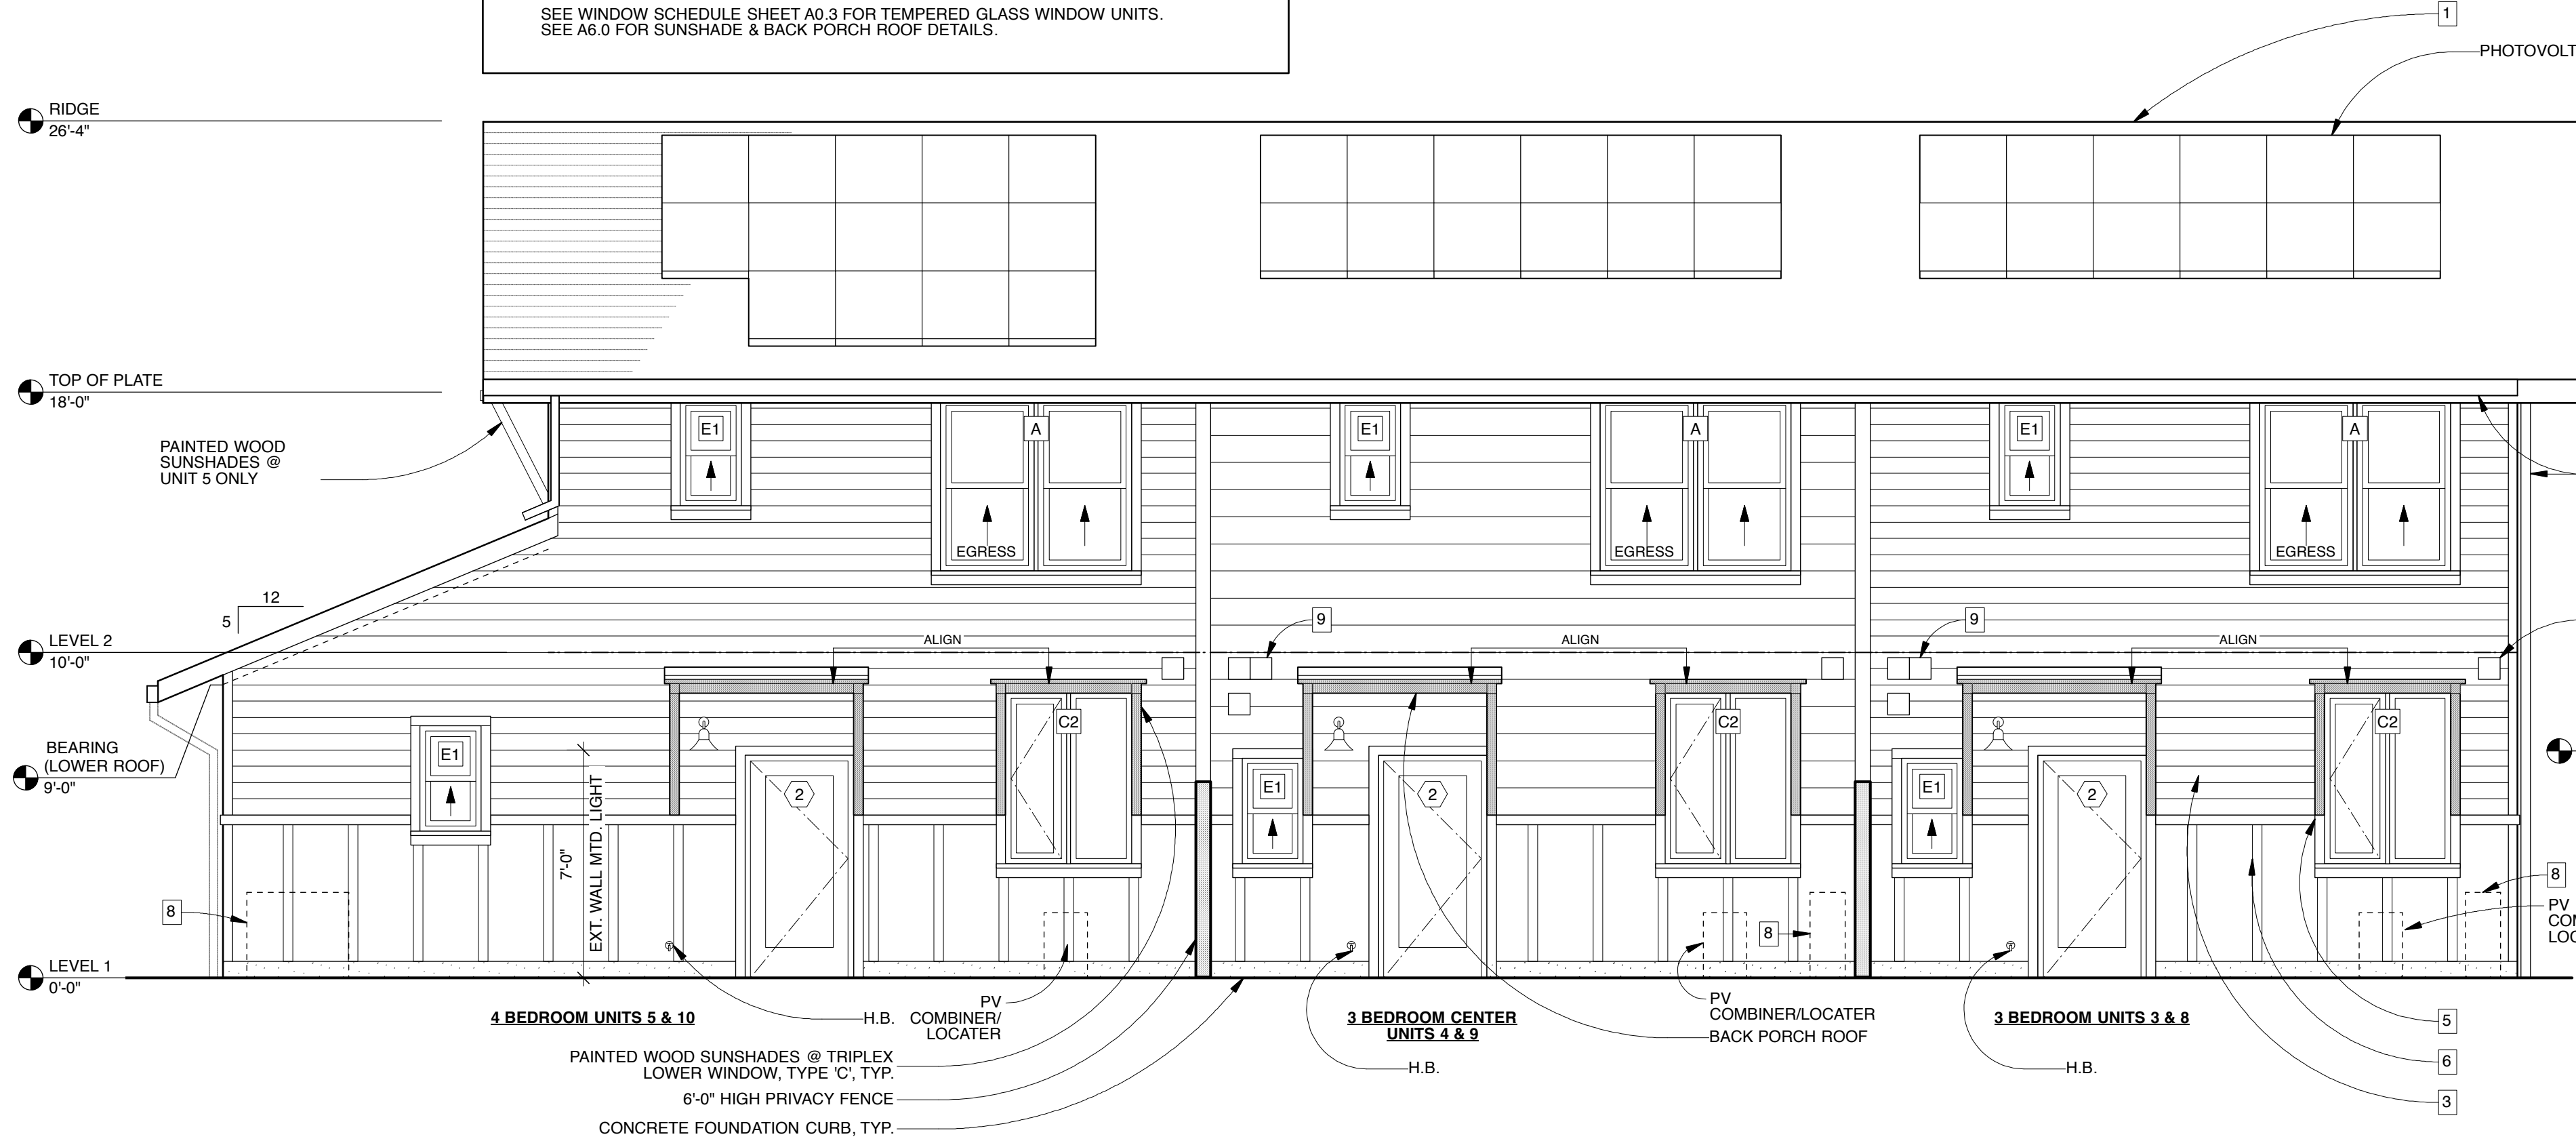 SEE WINDOW SCHEDULE SHEET A0.3 FOR TEMPERED GLASS WINDOW UNITS.
SEE A6.0 FOR SUNSHADE & BACK PORCH ROOF DETAILS.
1
PHOTOVOLT
RIDGE
26'-4"
TOP OF PLATE
18'-0"
PAINTED WOOD
SUNSHADES @
UNIT 5 ONLY
E1
A
E1
A
E1
A
EGRESS
EGRESS
EGRESS
12
5
9
9
LEVEL 2
10'-0"
ALIGN
ALIGN
ALIGN
BEARING
(LOWER ROOF)
9'-0"
E1
C2
E1
C2
E1
C2
2
2
2
7'-0"
EXT. WALL MTD. LIGHT
8
8
8
PV
COM
LOC
LEVEL 1
0'-0"
4 BEDROOM UNITS 5 & 10
H.B.
PV
COMBINER/
LOCATER
3 BEDROOM CENTER
UNITS 4 & 9
PV
COMBINER/LOCATER
BACK PORCH ROOF
3 BEDROOM UNITS 3 & 8
5
PAINTED WOOD SUNSHADES @ TRIPLEX
LOWER WINDOW, TYPE 'C', TYP.
H.B.
H.B.
6
6'-0" HIGH PRIVACY FENCE
3
CONCRETE FOUNDATION CURB, TYP.